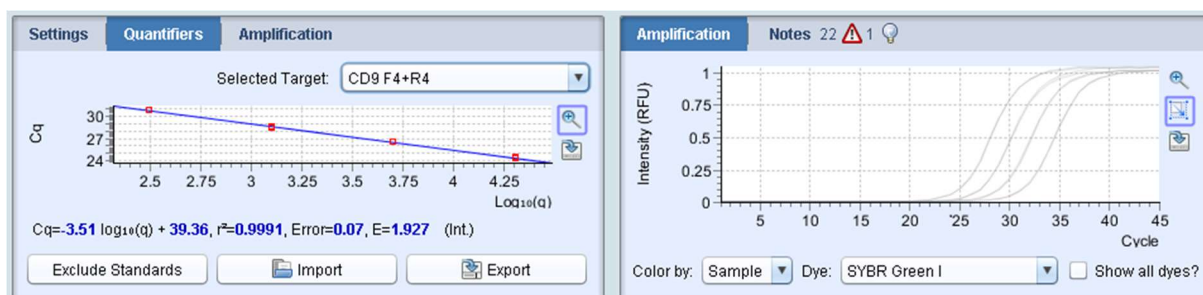 Settings Quantifiers Amplification
Selected Target: CD9 F4+R4
Cq
30
27
24
2.5 2.75 3 3.25 3.5 3.75 4 4.25
Log₁₀(q)
Cq=-3.51 log₁₀(q) + 39.36, r²=0.9991, Error=0.07, E=1.927 (Int.)
Exclude Standards Import Export
Amplification Notes 22 1
Intensity (RFU)
1
0.75
0.5
0.25
0
5 10 15 20 25 30 35 40 45
Cycle
Color by: Sample Dye: SYBR Green I Show all dyes?